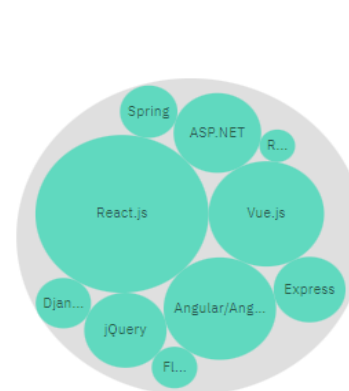 Spring
ASP.NET
R...
React.js
Vue.js
Express
Djan...
Angular/Ang...
jQuery
Fl...